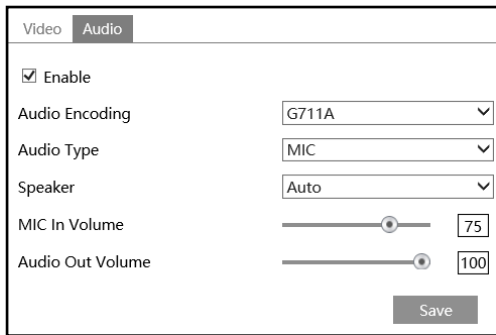 Video Audio
Enable
Audio Encoding G711A
Audio Type MIC
Speaker Auto
MIC In Volume 75
Audio Out Volume 100
Save